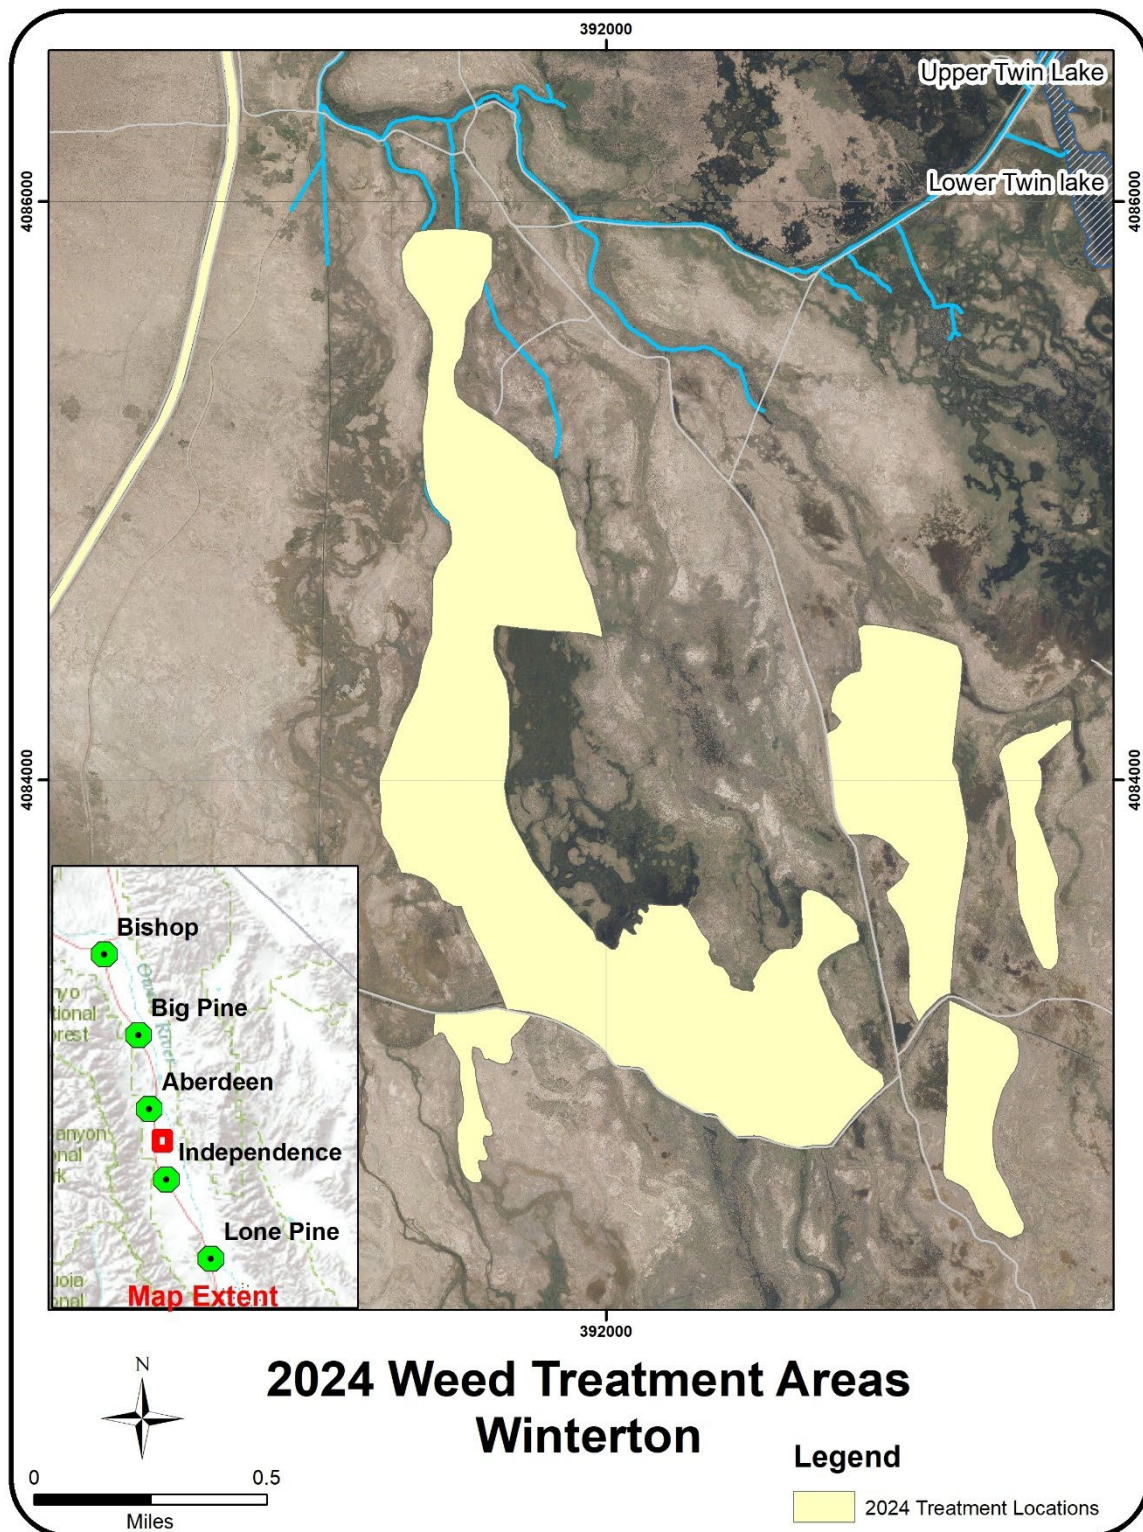 392000
Upper Twin Lake
Lower Twin lake
4086000
4086000
4084000
4084000
Bishop
Big Pine
Aberdeen
Independence
Lone Pine
Map Extent
392000
N
2024 Weed Treatment Areas
Winterton
Legend
0
0.5
Miles
2024 Treatment Locations